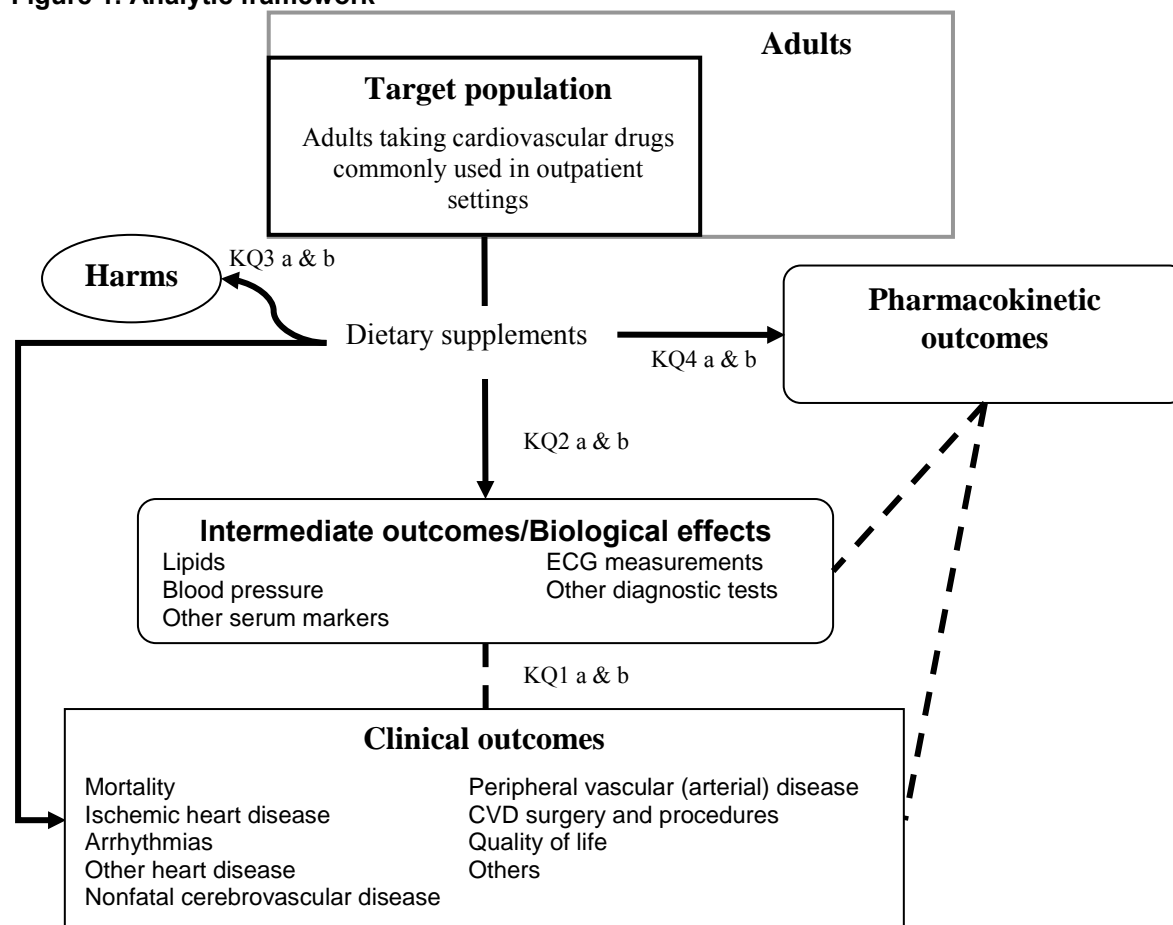 Figure 1. Analytic framework
Adults
Target population
Adults taking cardiovascular drugs
commonly used in outpatient
settings
KQ3 a & b
Harms
Pharmacokinetic
outcomes
Dietary supplements
KQ4 a & b
KQ2 a & b
Intermediate outcomes/Biological effects
Lipids
Blood pressure
Other serum markers
ECG measurements
Other diagnostic tests
KQ1 a & b
Clinical outcomes
Mortality
Ischemic heart disease
Arrhythmias
Other heart disease
Nonfatal cerebrovascular disease
Peripheral vascular (arterial) disease
CVD surgery and procedures
Quality of life
Others